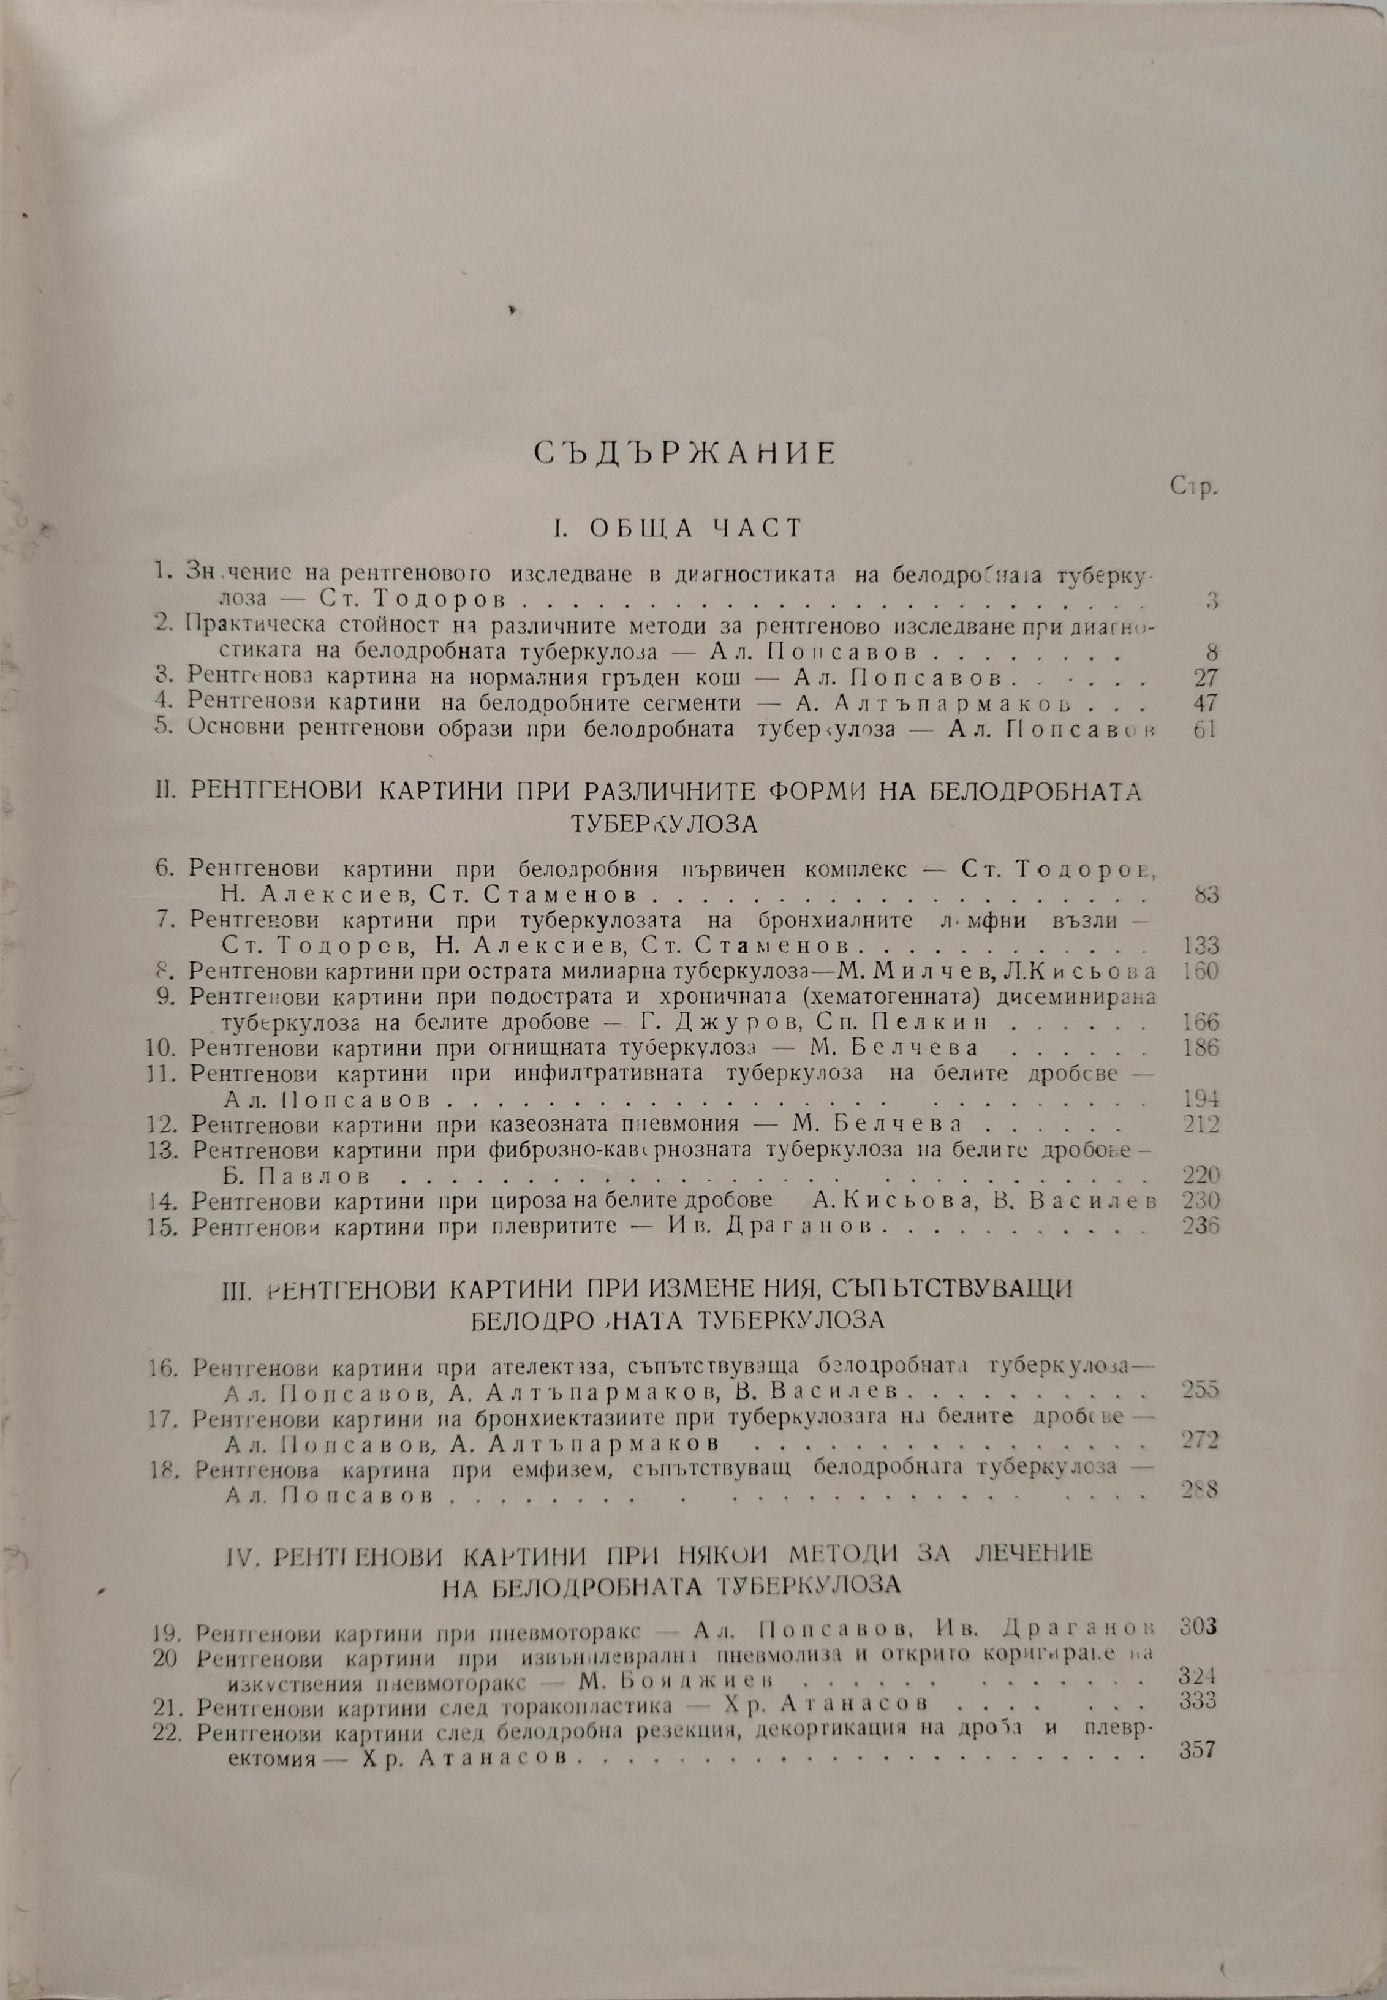 СЪДЪРЖАНИЕ
Стр.
I. ОБЩА ЧАСТ
1. Значение на рентгеновото изследване в диагностиката на белодробната туберку-
лоза — Ст. Тодоров . . . . . . . . . . . . . . . . . . . . . . . . . 3
2. Практическа стойност на различните методи за рентгеново изследване при диагно-
стиката на белодробната туберкулоза — Ал. Попсавов . . . . . . . . 8
3. Рентгенова картина на нормалния гръден кош — Ал. Попсавов . . . . . . 27
4. Рентгенови картини на белодробните сегменти — А. Алтъпармаков . . . 47
5. Основни рентгенови образи при белодробната туберкулоза — Ал. Попсавов 61
II. РЕНТГЕНОВИ КАРТИНИ ПРИ РАЗЛИЧНИТЕ ФОРМИ НА БЕЛОДРОБНАТА
ТУБЕРКУЛОЗА
6. Рентгенови картини при белодробния първичен комплекс — Ст. Тодоров,
Н. Алексиев, Ст. Стаменов . . . . . . . . . . . . . . . . . . . . 83
7. Рентгенови картини при туберкулозата на бронхиалните лимфни възли —
Ст. Тодоров, Н. Алексиев, Ст. Стаменов . . . . . . . . . . . . 133
8. Рентгенови картини при острата милиарна туберкулоза—М. Милчев, Л.Кисьова 160
9. Рентгенови картини при подострата и хроничната (хематогенната) дисеминирана
туберкулоза на белите дробове — Г. Джуров, Сп. Пелкин . . . . . . 166
10. Рентгенови картини при огнищната туберкулоза — М. Белчева . . . . . . 186
11. Рентгенови картини при инфилтративната туберкулоза на белите дробове —
Ал. Попсавов . . . . . . . . . . . . . . . . . . . . . . . . . . . 194
12. Рентгенови картини при казеозната пневмония — М. Белчева . . . . . . 212
13. Рентгенови картини при фиброзно-кавернозната туберкулоза на белите дробове —
Б. Павлов . . . . . . . . . . . . . . . . . . . . . . . . . . . . . 220
14. Рентгенови картини при цироза на белите дробове А. Кисьова, В. Василев 230
15. Рентгенови картини при плевритите — Ив. Драганов . . . . . . . . . . . 236
III. РЕНТГЕНОВИ КАРТИНИ ПРИ ИЗМЕНЕНИЯ, СЪПЪТСТВУВАЩИ
БЕЛОДРОБНАТА ТУБЕРКУЛОЗА
16. Рентгенови картини при ателектаза, съпътствуваща белодробната туберкулоза—
Ал. Попсавов, А. Алтъпармаков, В. Василев . . . . . . . . . . 255
17. Рентгенови картини на бронхиектазиите при туберкулозата на белите дробове —
Ал. Попсавов, А. Алтъпармаков . . . . . . . . . . . . . . . . 272
18. Рентгенова картина при емфизем, съпътствуващ белодробната туберкулоза —
Ал. Попсавов . . . . . . . . . . . . . . . . . . . . . . . . . . . 288
IV. РЕНТГЕНОВИ КАРТИНИ ПРИ НЯКОИ МЕТОДИ ЗА ЛЕЧЕНИЕ
НА БЕЛОДРОБНАТА ТУБЕРКУЛОЗА
19. Рентгенови картини при пневмоторакс — Ал. Попсавов, Ив. Драганов 303
20 Рентгенови картини при извънплеврална пневмолиза и открито коригиране на
изкуствения пневмоторакс — М. Бояджиев . . . . . . . . . . . . . . 324
21. Рентгенови картини след торакопластика — Хр. Атанасов . . . . . . . 333
22. Рентгенови картини след белодробна резекция, декортикация на дроба и плевр-
ектомия — Хр. Атанасов . . . . . . . . . . . . . . . . . . . . . . . 357